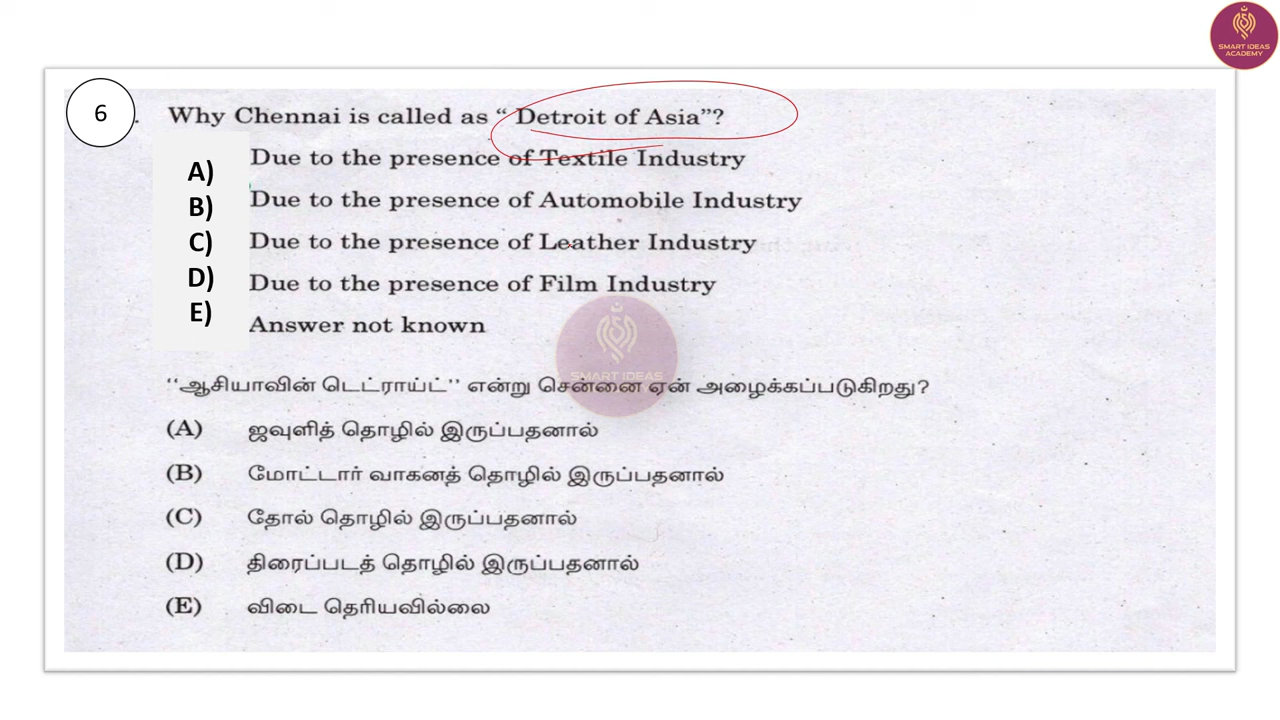 SMART IDEAS
ACADEMY
6 . Why Chennai is called as “ Detroit of Asia”?
A) Due to the presence of Textile Industry
B) Due to the presence of Automobile Industry
C) Due to the presence of Leather Industry
D) Due to the presence of Film Industry
E) Answer not known
SMART IDEAS
‘‘ஆசியாவின் டெட்ராய்ட்’’ என்று சென்னை ஏன் அழைக்கப்படுகிறது?
(A) ஜவுளித் தொழில் இருப்பதனால்
(B) மோட்டார் வாகனத் தொழில் இருப்பதனால்
(C) தோல் தொழில் இருப்பதனால்
(D) திரைப்படத் தொழில் இருப்பதனால்
(E) விடை தெரியவில்லை